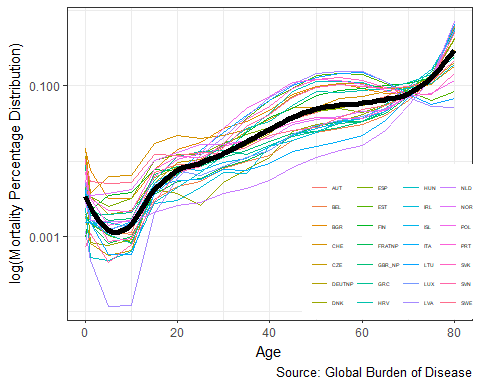 log(Mortality Percentage Distribution)
0.100
0.001
AUT ESP HUN NLD
BEL EST IRL NOR
BGR FIN ISL POL
CHE FRATNP ITA PRT
CZE GBR_NP LTU SVK
DEUTNP GRC LUX SVN
DNK HRV LVA SWE
0 20 40 60 80
Age
Source: Global Burden of Disease